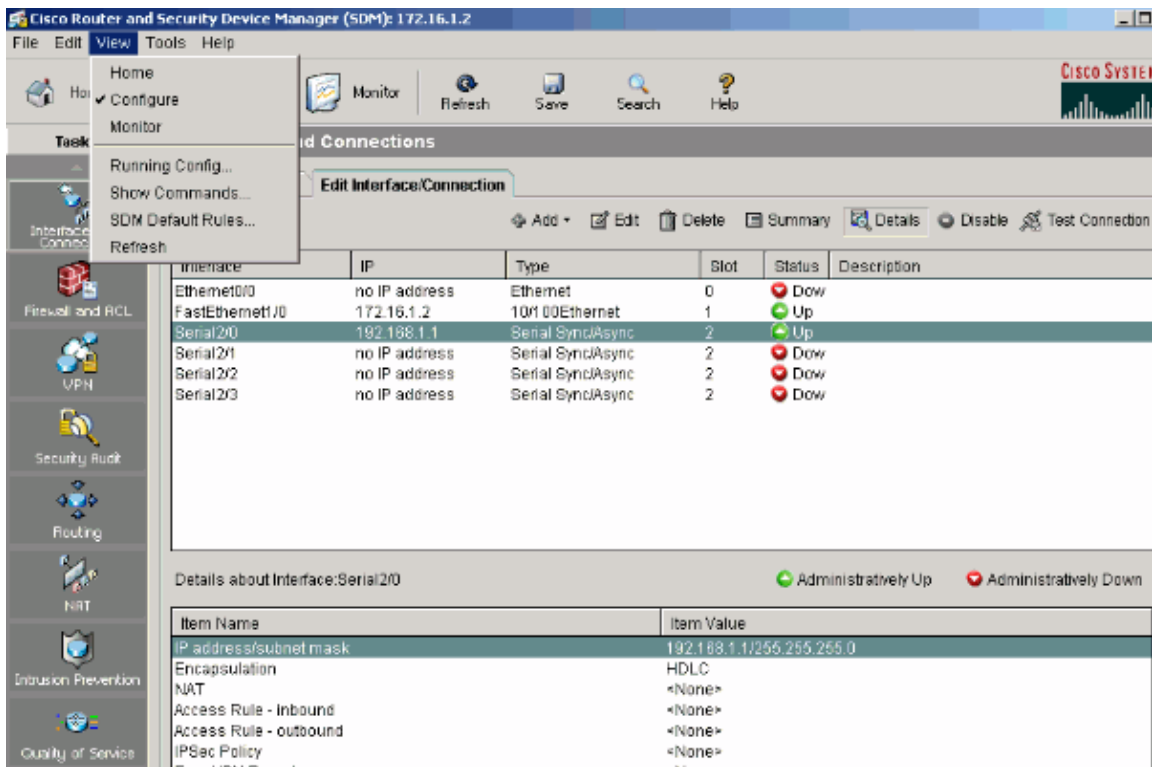 Cisco Router and Security Device Manager (SDM): 172.16.1.2
File Edit View Tools Help
Home
Configure
Monitor
Running Config...
Show Commands...
SDM Default Rules...
Refresh
Ho
Monitor
Refresh
Save
Search
Help
CISCO SYSTE
Task
d Connections
Edit Interface/Connection
Add Edit Delete Summary Details Disable Test Connection
Interface IP Type Slot Status Description
Ethernet0/0 no IP address Ethernet 0 Dow
FastEthernet1/0 172.16.1.2 10/100Ethernet 1 Up
Serial2/0 192.168.1.1 Serial Sync/Async 2 Up
Serial2/1 no IP address Serial Sync/Async 2 Dow
Serial2/2 no IP address Serial Sync/Async 2 Dow
Serial2/3 no IP address Serial Sync/Async 2 Dow
Interface
Connec
Firewall and ACL
VPN
Security Audit
Routing
NAT
Intrusion Prevention
Quality of Service
Details about Interface:Serial2/0 Administratively Up Administratively Down
Item Name Item Value
IP address/subnet mask 192.168.1.1/255.255.255.0
Encapsulation HDLC
NAT <None>
Access Rule - inbound <None>
Access Rule - outbound <None>
IPSec Policy <None>